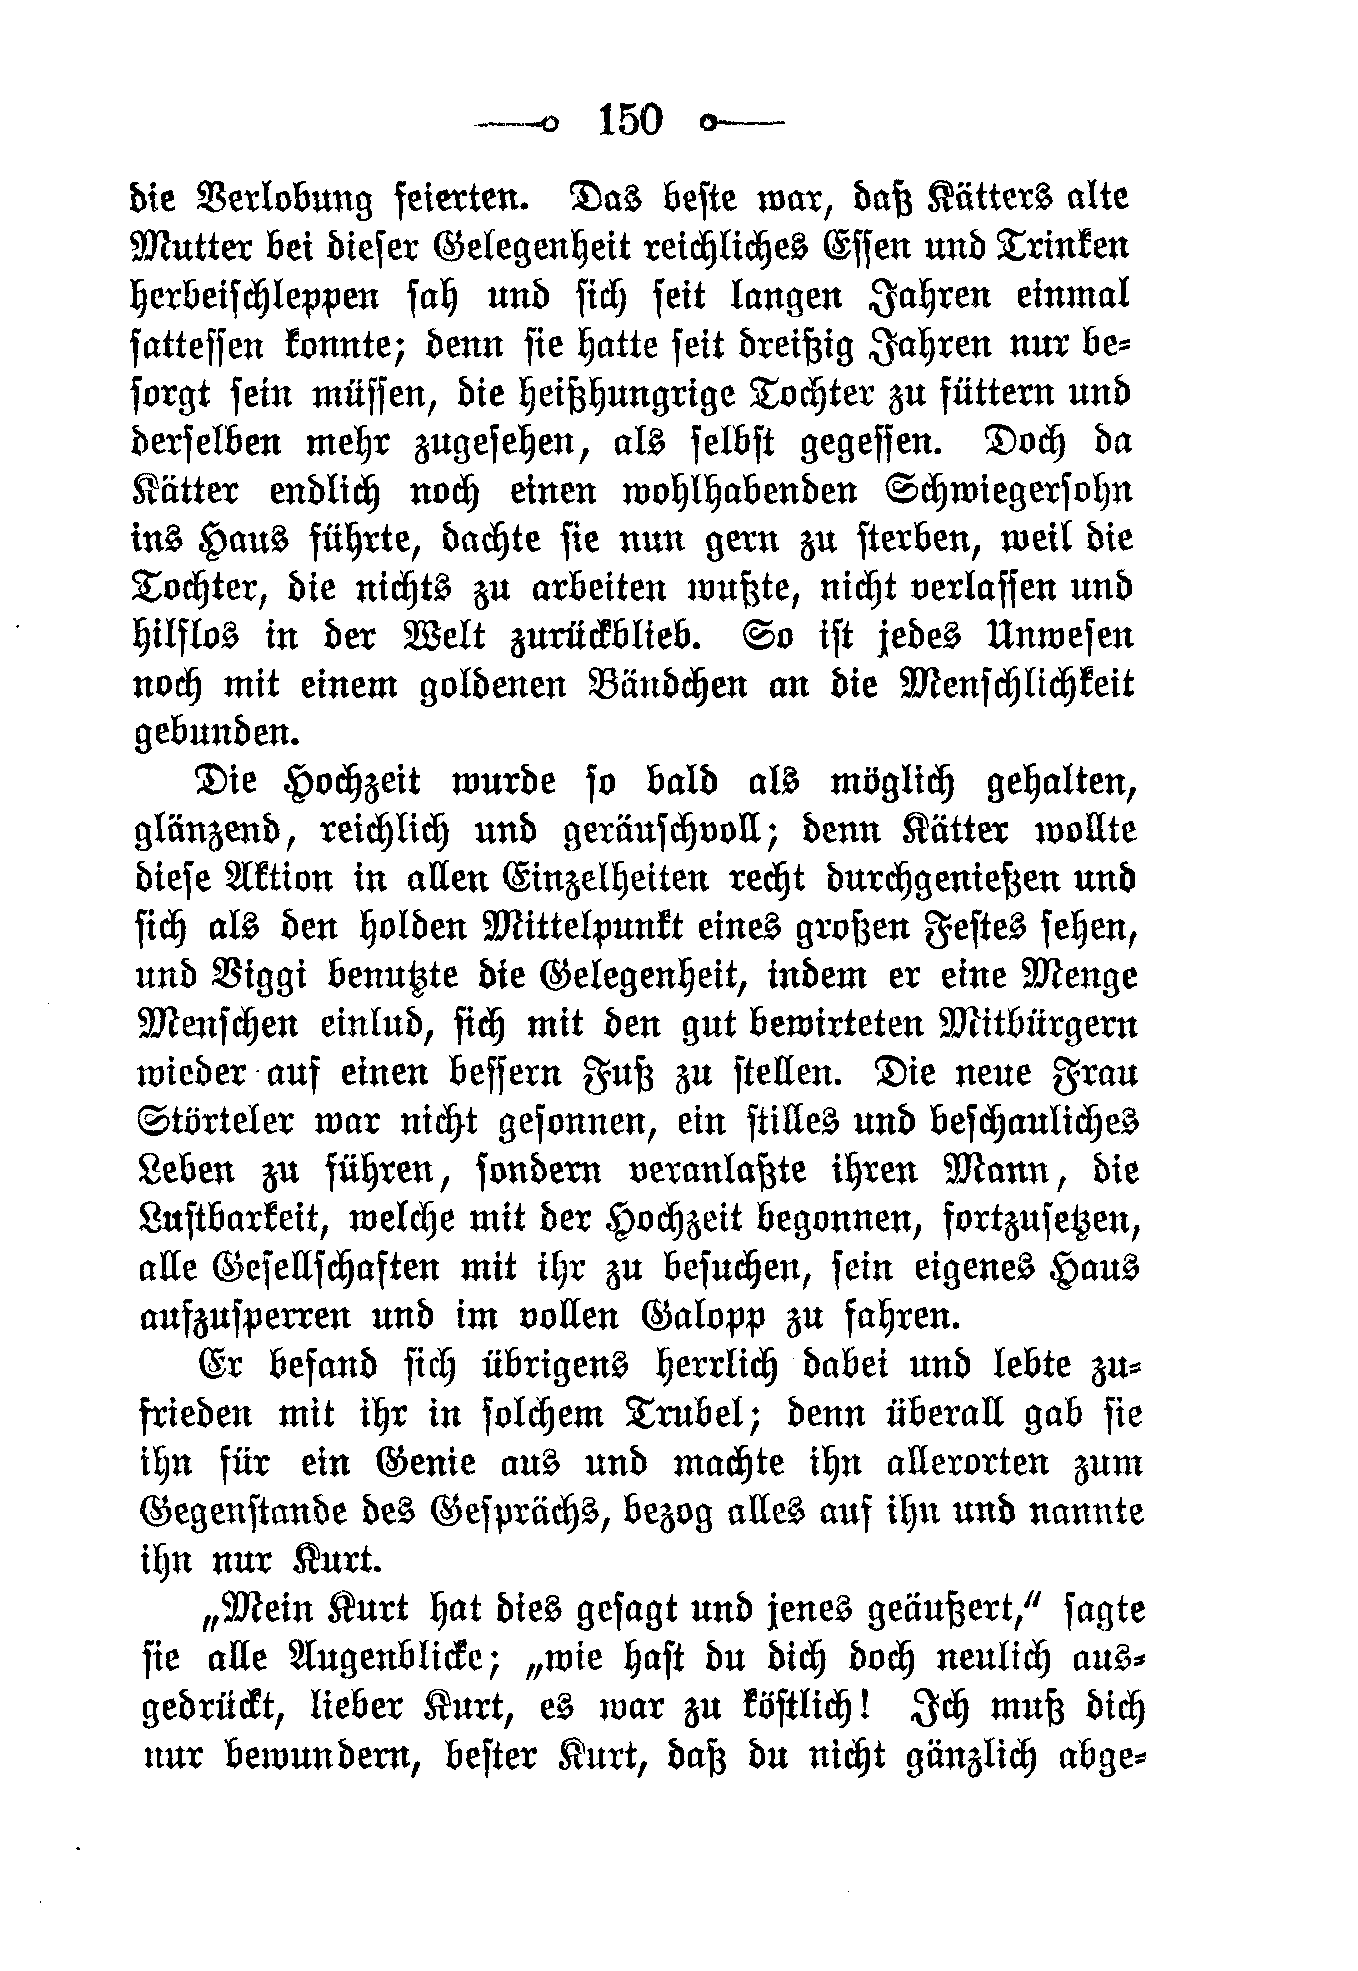 150
die Verlobung feierten. Das beste war, daß Kätters alte
Mutter bei dieser Gelegenheit reichliches Essen und Trinken
herbeischleppen sah und sich seit langen Jahren einmal
sattessen konnte; denn sie hatte seit dreißig Jahren nur be-
sorgt sein müssen, die heißhungrige Tochter zu füttern und
derselben mehr zugesehen, als selbst gegessen. Doch da
Kätter endlich noch einen wohlhabenden Schwiegersohn
ins Haus führte, dachte sie nun gern zu sterben, weil die
Tochter, die nichts zu arbeiten wußte, nicht verlassen und
hilflos in der Welt zurückblieb. So ist jedes Unwesen
noch mit einem goldenen Bändchen an die Menschlichkeit
gebunden.
Die Hochzeit wurde so bald als möglich gehalten,
glänzend, reichlich und geräuschvoll; denn Kätter wollte
diese Aktion in allen Einzelheiten recht durchgenießen und
sich als den holden Mittelpunkt eines großen Festes sehen,
und Viggi benutzte die Gelegenheit, indem er eine Menge
Menschen einlud, sich mit den gut bewirteten Mitbürgern
wieder auf einen bessern Fuß zu stellen. Die neue Frau
Störteler war nicht gesonnen, ein stilles und beschauliches
Leben zu führen, sondern veranlaßte ihren Mann, die
Lustbarkeit, welche mit der Hochzeit begonnen, fortzusetzen,
alle Gesellschaften mit ihr zu besuchen, sein eigenes Haus
aufzusperren und im vollen Galopp zu fahren.
Er befand sich übrigens herrlich dabei und lebte zu-
frieden mit ihr in solchem Trubel; denn überall gab sie
ihn für ein Genie aus und machte ihn allerorten zum
Gegenstande des Gesprächs, bezog alles auf ihn und nannte
ihn nur Kurt.
„Mein Kurt hat dies gesagt und jenes geäußert,“ sagte
sie alle Augenblicke; „wie hast du dich doch neulich aus-
gedrückt, lieber Kurt, es war zu köstlich! Ich muß dich
nur bewundern, bester Kurt, daß du nicht gänzlich abge-